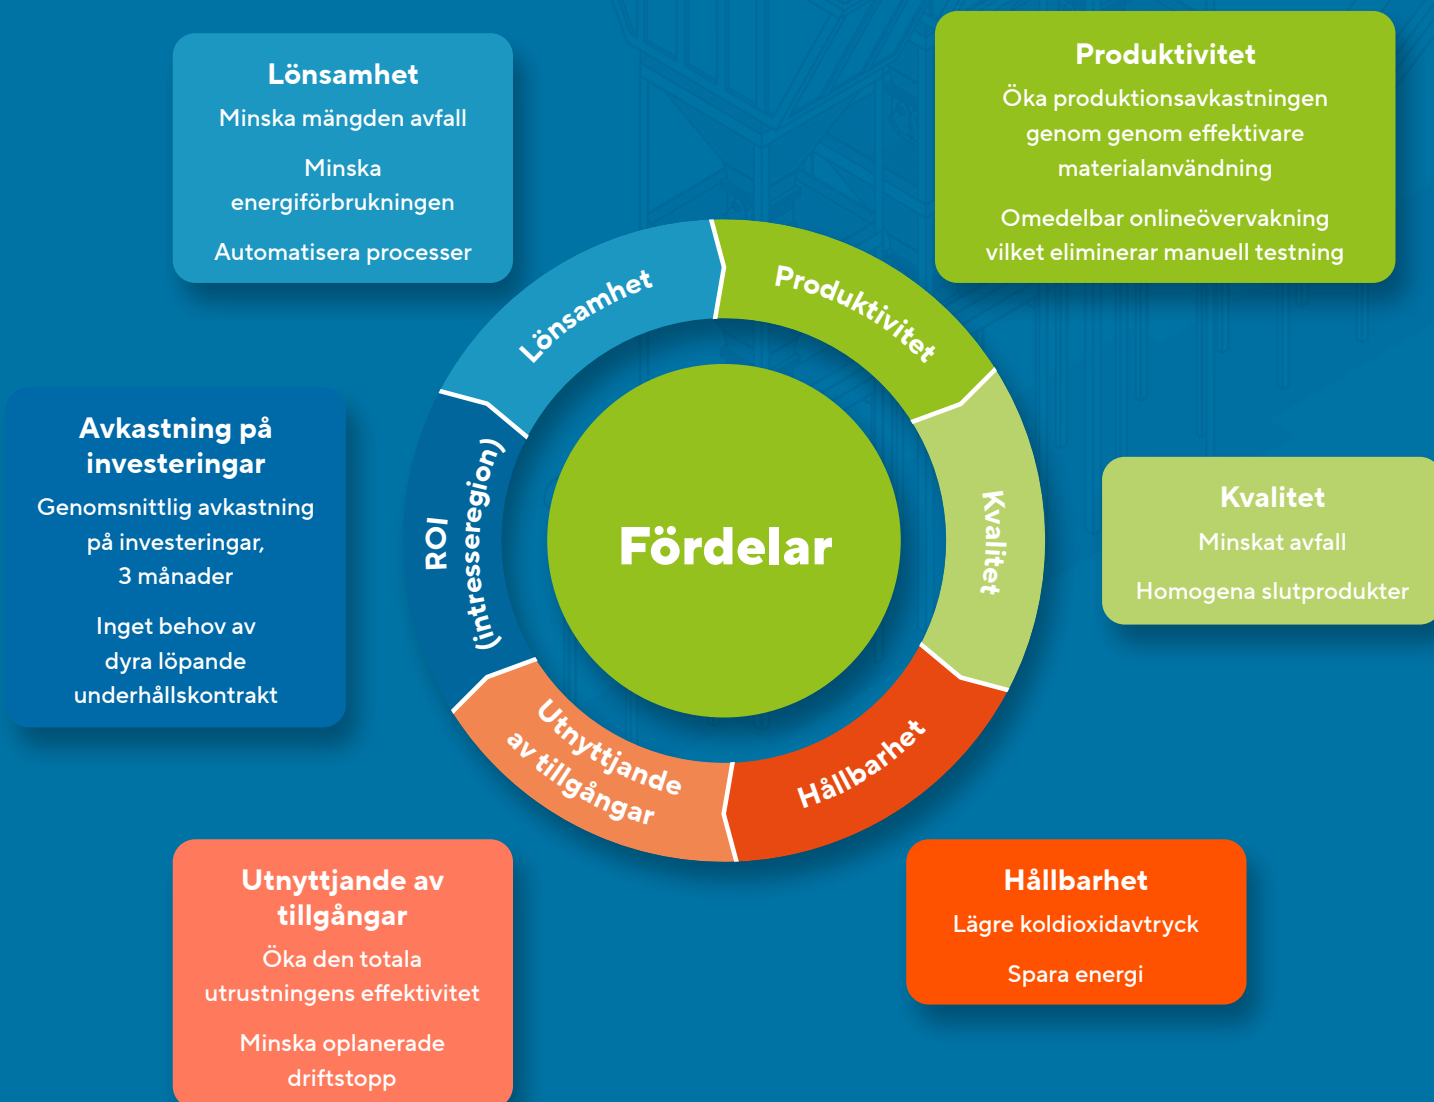 Lönsamhet
Minska mängden avfall
Minska
energiförbrukningen
Automatisera processer
Produktivitet
Öka produktionsavkastningen
genom genom effektivare
materialanvändning
Omedelbar onlineövervakning
vilket eliminerar manuell testning
Avkastning på
investeringar
Genomsnittlig avkastning
på investeringar,
3 månader
Inget behov av
dyra löpande
underhållskontrakt
Lönsamhet
Produktivitet
Kvalitet
Hållbarhet
Utnyttjande
av tillgångar
ROI
(intresseregion)
Fördelar
Kvalitet
Minskat avfall
Homogena slutprodukter
Utnyttjande av
tillgångar
Öka den totala
utrustningens effektivitet
Minska oplanerade
driftstopp
Hållbarhet
Lägre koldioxidavtryck
Spara energi